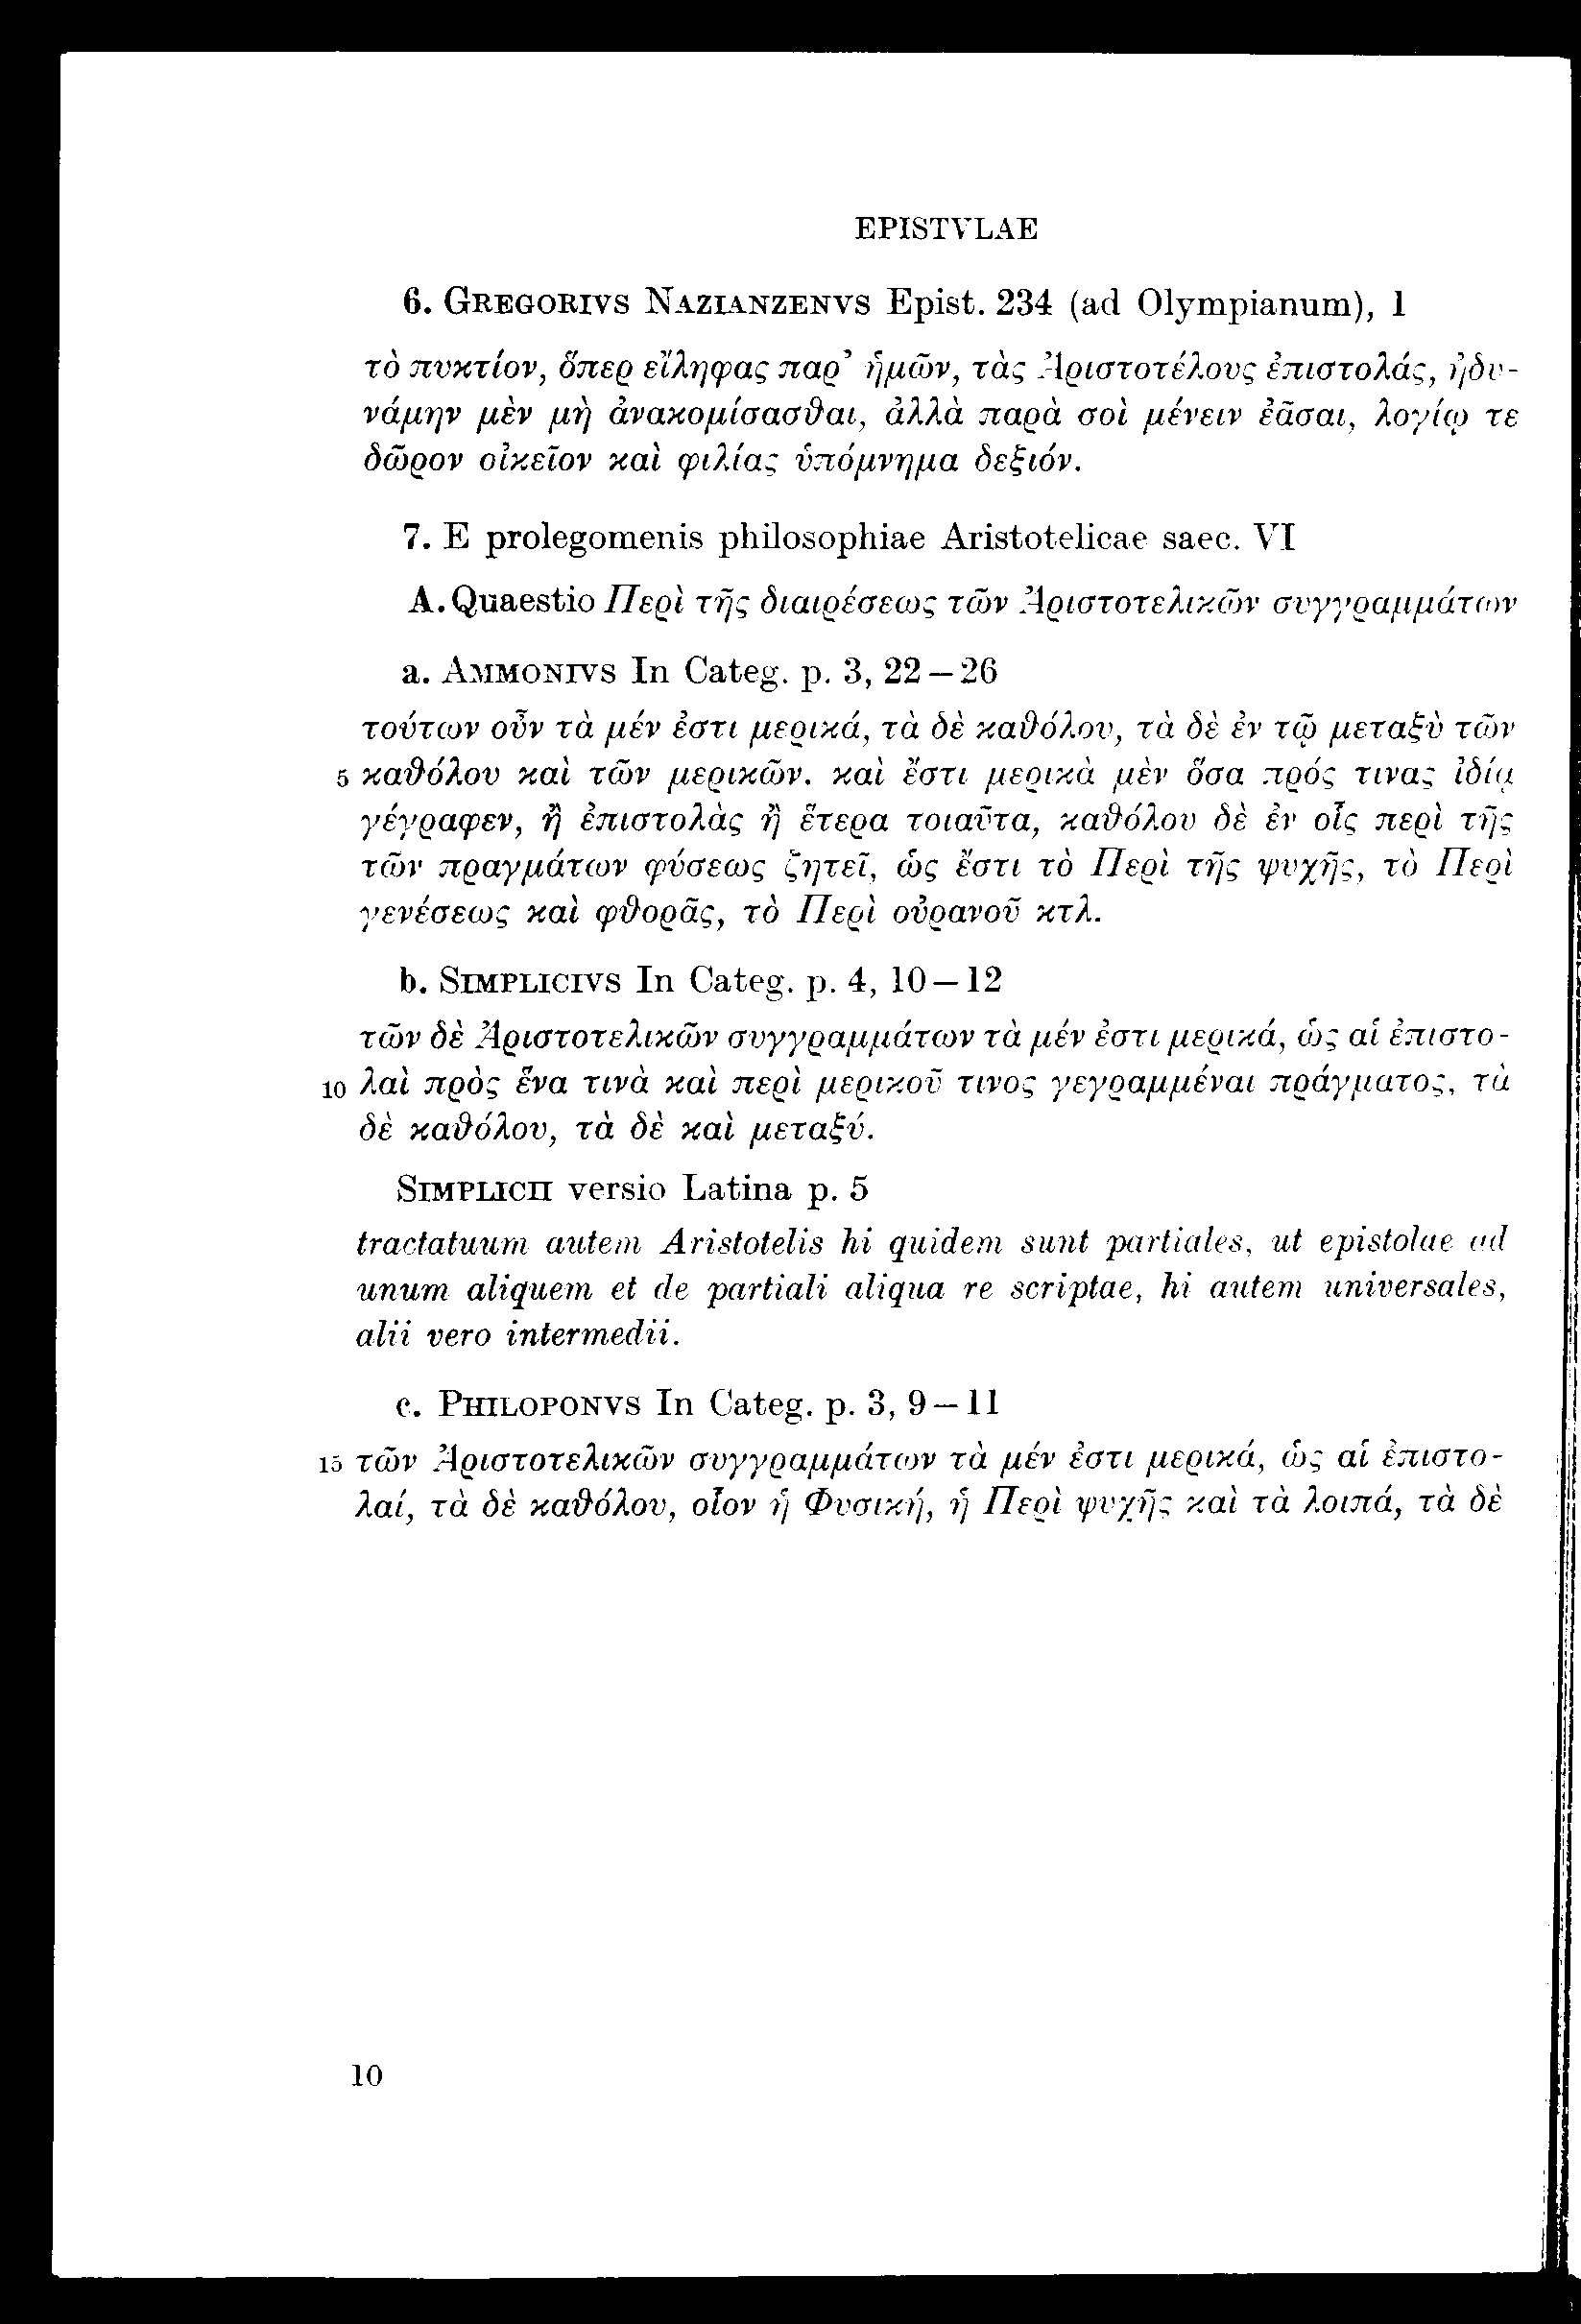 EPISTVLAE
6. GREGORIVS NAZIANZENVS Epist. 234 (ad Olympianum), 1
τὸ πυκτίον, ὅπερ εἴληφας παρ’ ἡμῶν, τὰς Ἀριστοτέλους ἐπιστολάς, ἠδυ-
νάμην μὲν μὴ ἀνακομίσασθαι, ἀλλὰ παρὰ σοὶ μένειν ἐᾶσαι, λογίῳ τε
δῶρον οἰκεῖον καὶ φιλίας ὑπόμνημα δεξιόν.
7. E prolegomenis philosophiae Aristotelicae saec. VI
A. Quaestio Περὶ τῆς διαιρέσεως τῶν Ἀριστοτελικῶν συγγραμμάτων
a. AMMONIVS In Categ. p. 3, 22–26
τούτων οὖν τὰ μέν ἐστι μερικά, τὰ δὲ καθόλου, τὰ δὲ ἐν τῷ μεταξὺ τῶν
5 καθόλου καὶ τῶν μερικῶν. καὶ ἔστι μερικὰ μὲν ὅσα πρός τινας ἰδίᾳ
γέγραφεν, ἢ ἐπιστολὰς ἢ ἕτερα τοιαῦτα, καθόλου δὲ ἐν οἷς περὶ τῆς
τῶν πραγμάτων φύσεως ζητεῖ, ὡς ἔστι τὸ Περὶ τῆς ψυχῆς, τὸ Περὶ
γενέσεως καὶ φθορᾶς, τὸ Περὶ οὐρανοῦ κτλ.
b. SIMPLICIVS In Categ. p. 4, 10–12
τῶν δὲ Ἀριστοτελικῶν συγγραμμάτων τὰ μέν ἐστι μερικά, ὡς αἱ ἐπιστο-
10 λαὶ πρὸς ἕνα τινὰ καὶ περὶ μερικοῦ τινος γεγραμμέναι πράγματος, τὰ
δὲ καθόλου, τὰ δὲ καὶ μεταξύ.
SIMPLICII versio Latina p. 5
tractatuum autem Aristotelis hi quidem sunt partiales, ut epistolae ad
unum aliquem et de partiali aliqua re scriptae, hi autem universales,
alii vero intermedii.
c. PHILOPONVS In Categ. p. 3, 9–11
15 τῶν Ἀριστοτελικῶν συγγραμμάτων τὰ μέν ἐστι μερικά, ὡς αἱ ἐπιστο-
λαί, τὰ δὲ καθόλου, οἷον ἡ Φυσική, ἡ Περὶ ψυχῆς καὶ τὰ λοιπά, τὰ δὲ
10